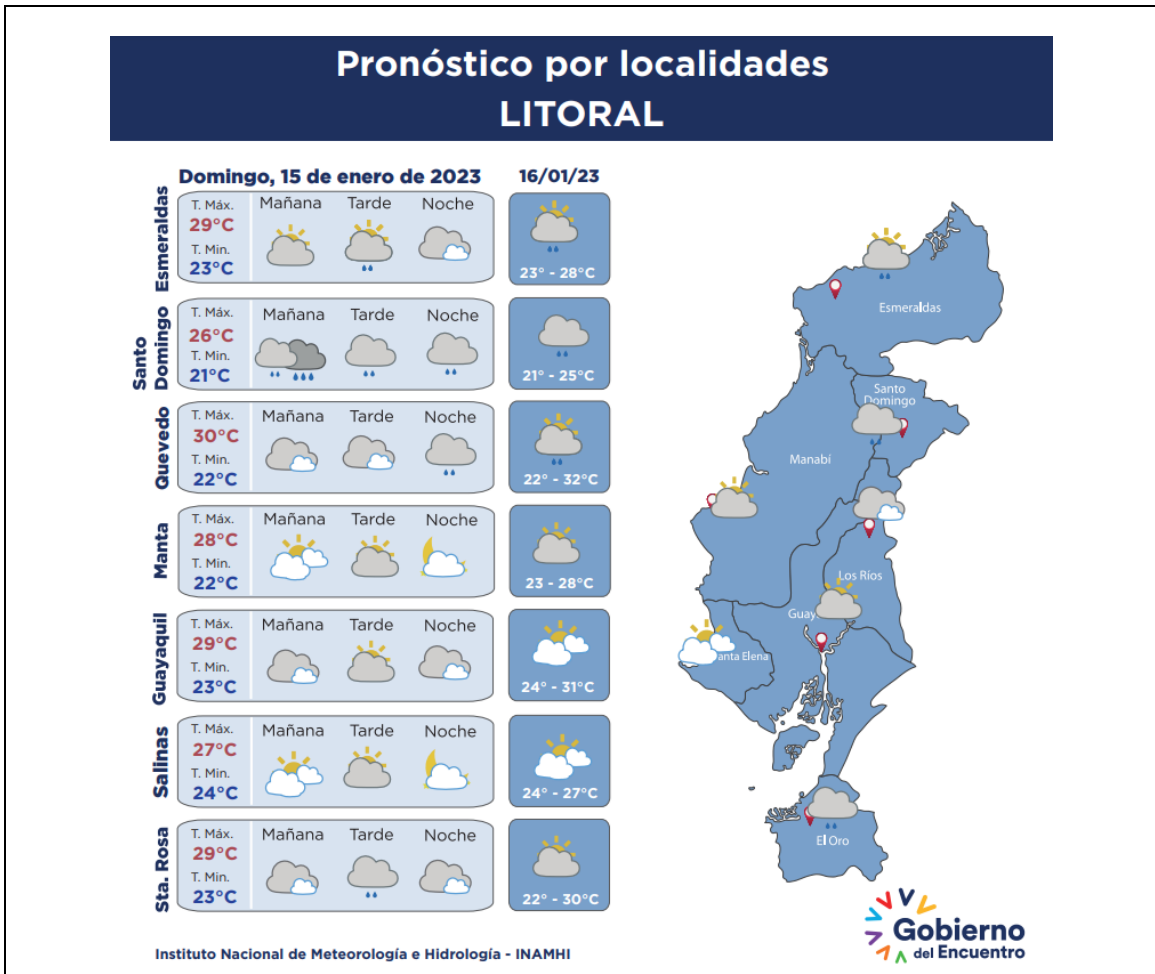 Pronóstico por localidades
LITORAL
Domingo, 15 de enero de 2023
16/01/23
Esmeraldas
T. Máx.
29°C
T. Min.
23°C
Mañana Tarde Noche
23° - 28°C
Santo
Domingo
T. Máx.
26°C
T. Min.
21°C
Mañana Tarde Noche
21° - 25°C
Quevedo
T. Máx.
30°C
T. Min.
22°C
Mañana Tarde Noche
22° - 32°C
Manta
T. Máx.
28°C
T. Min.
22°C
Mañana Tarde Noche
23 - 28°C
Guayaquil
T. Máx.
29°C
T. Min.
23°C
Mañana Tarde Noche
24° - 31°C
Salinas
T. Máx.
27°C
T. Min.
24°C
Mañana Tarde Noche
24° - 27°C
Sta. Rosa
T. Máx.
29°C
T. Min.
23°C
Mañana Tarde Noche
22° - 30°C
Esmeraldas
Santo
Domingo
Manabí
Los Ríos
Guay
anta Elena
El Oro
Instituto Nacional de Meteorología e Hidrología - INAMHI
Gobierno
del Encuentro